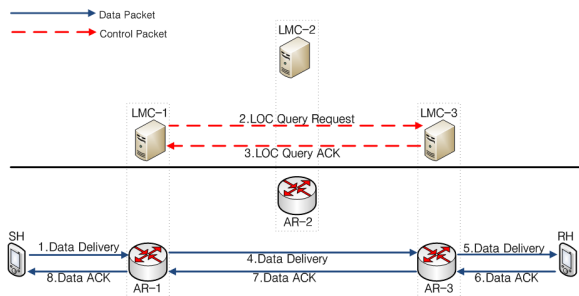 Data Packet
Control Packet
LMC-2
LMC-1
2.LOC Query Request
LMC-3
3.LOC Query ACK
AR-2
SH
1.Data Delivery
4.Data Delivery
5.Data Delivery
RH
8.Data ACK
7.Data ACK
6.Data ACK
AR-1
AR-3